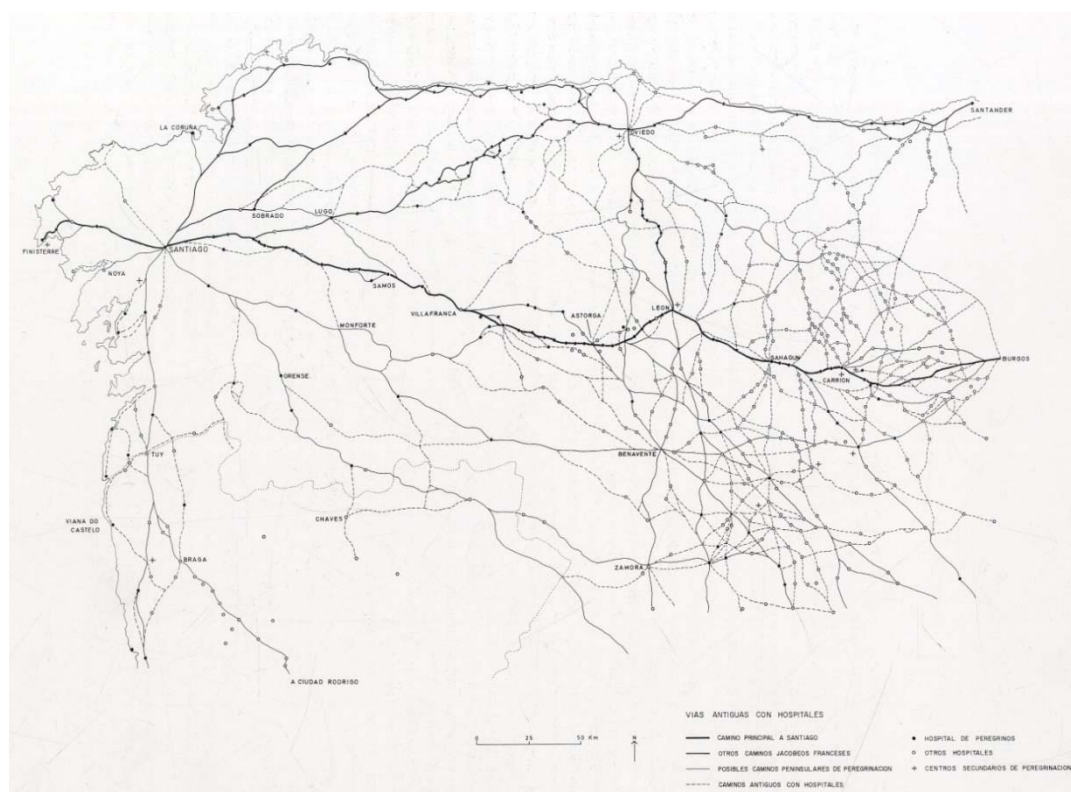 LA CORUÑA
SANTANDER
OVIEDO
SOBRADO
LUGO
FINISTERRE
SANTIAGO
NOYA
SAMOS
VILLAFRANCA
ASTORGA
LEON
MONFORTE
SAHAGUN
BURGOS
CARRION
ORENSE
TUY
BENAVENTE
VIANA DO
CASTELO
CHAVES
BRAGA
ZAMORA
A CIUDAD RODRIGO
VIAS ANTIGUAS CON HOSPITALES
CAMINO PRINCIPAL A SANTIAGO
OTROS CAMINOS JACOBEOS FRANCESES
POSIBLES CAMINOS PENINSULARES DE PEREGRINACION
CAMINOS ANTIGUOS CON HOSPITALES
HOSPITAL DE PEREGRINOS
OTROS HOSPITALES
CENTROS SECUNDARIOS DE PEREGRINACION
0 25 50 Km
N